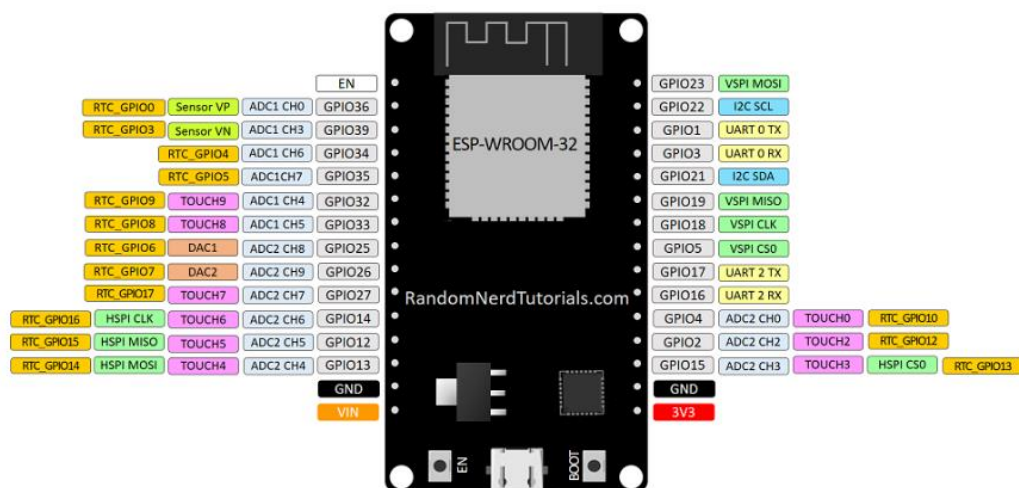 EN GPIO23 VSPI MOSI
RTC_GPIO0 Sensor VP ADC1 CH0 GPIO36 GPIO22 I2C SCL
RTC_GPIO3 Sensor VN ADC1 CH3 GPIO39 GPIO1 UART 0 TX
RTC_GPIO4 ADC1 CH6 GPIO34 ESP-WROOM-32 GPIO3 UART 0 RX
RTC_GPIO5 ADC1CH7 GPIO35 GPIO21 I2C SDA
RTC_GPIO9 TOUCH9 ADC1 CH4 GPIO32 GPIO19 VSPI MISO
RTC_GPIO8 TOUCH8 ADC1 CH5 GPIO33 GPIO18 VSPI CLK
RTC_GPIO6 DAC1 ADC2 CH8 GPIO25 GPIO5 VSPI CS0
RTC_GPIO7 DAC2 ADC2 CH9 GPIO26 GPIO17 UART 2 TX
RTC_GPIO17 TOUCH7 ADC2 CH7 GPIO27 RandomNerdTutorials.com GPIO16 UART 2 RX
RTC_GPIO16 HSPI CLK TOUCH6 ADC2 CH6 GPIO14 GPIO4 ADC2 CH0 TOUCH0 RTC_GPIO10
RTC_GPIO15 HSPI MISO TOUCH5 ADC2 CH5 GPIO12 GPIO2 ADC2 CH2 TOUCH2 RTC_GPIO12
RTC_GPIO14 HSPI MOSI TOUCH4 ADC2 CH4 GPIO13 GPIO15 ADC2 CH3 TOUCH3 HSPI CS0 RTC_GPIO13
GND GND
VIN 3V3
EN BOOT